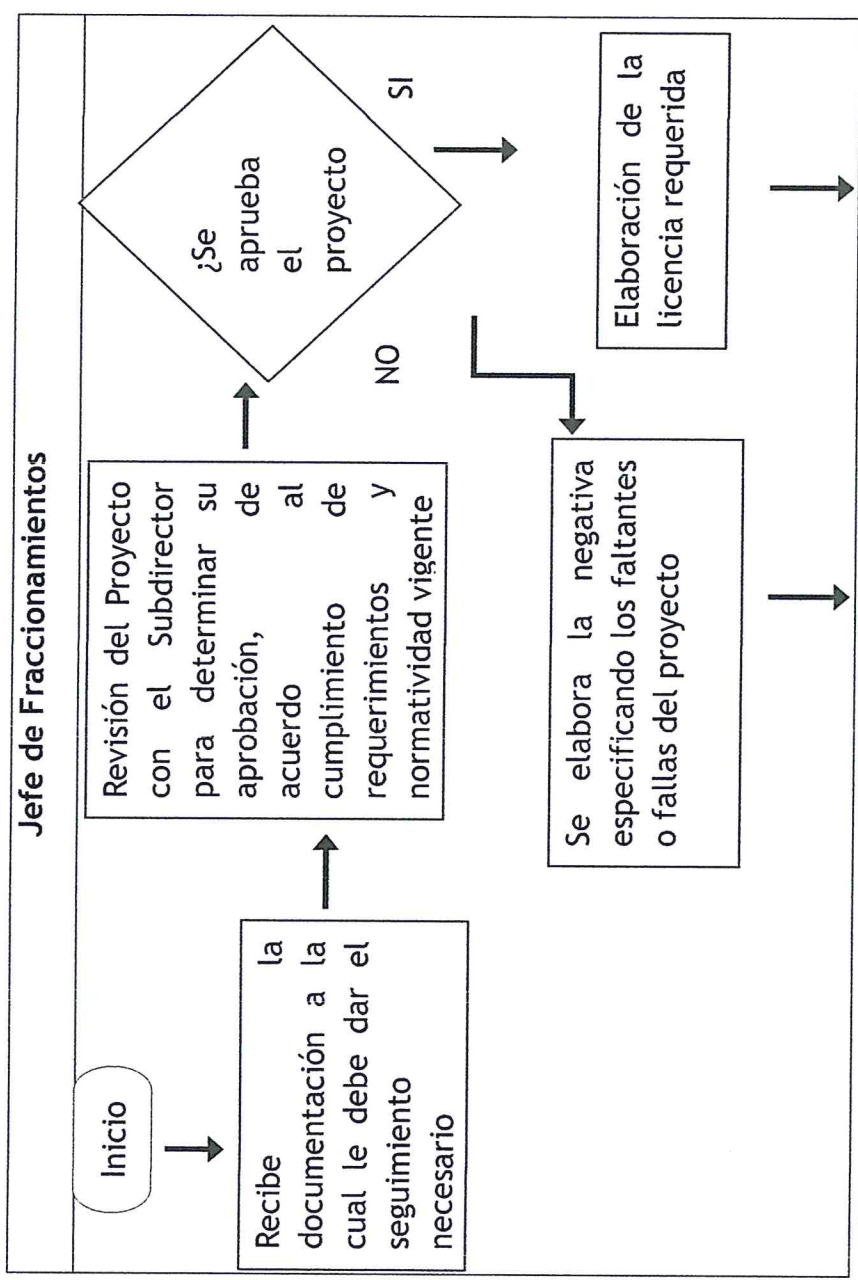 Jefe de Fraccionamientos
Inicio
Recibe la
documentación a la
cual le debe dar el
seguimiento
necesario
Revisión del Proyecto
con el Subdirector
para determinar su
aprobación, de
acuerdo al
cumplimiento de
requerimientos y
normatividad vigente
¿Se
aprueba
el
proyecto
NO
SI
Se elabora la negativa
especificando los faltantes
o fallas del proyecto
Elaboración de la
licencia requerida